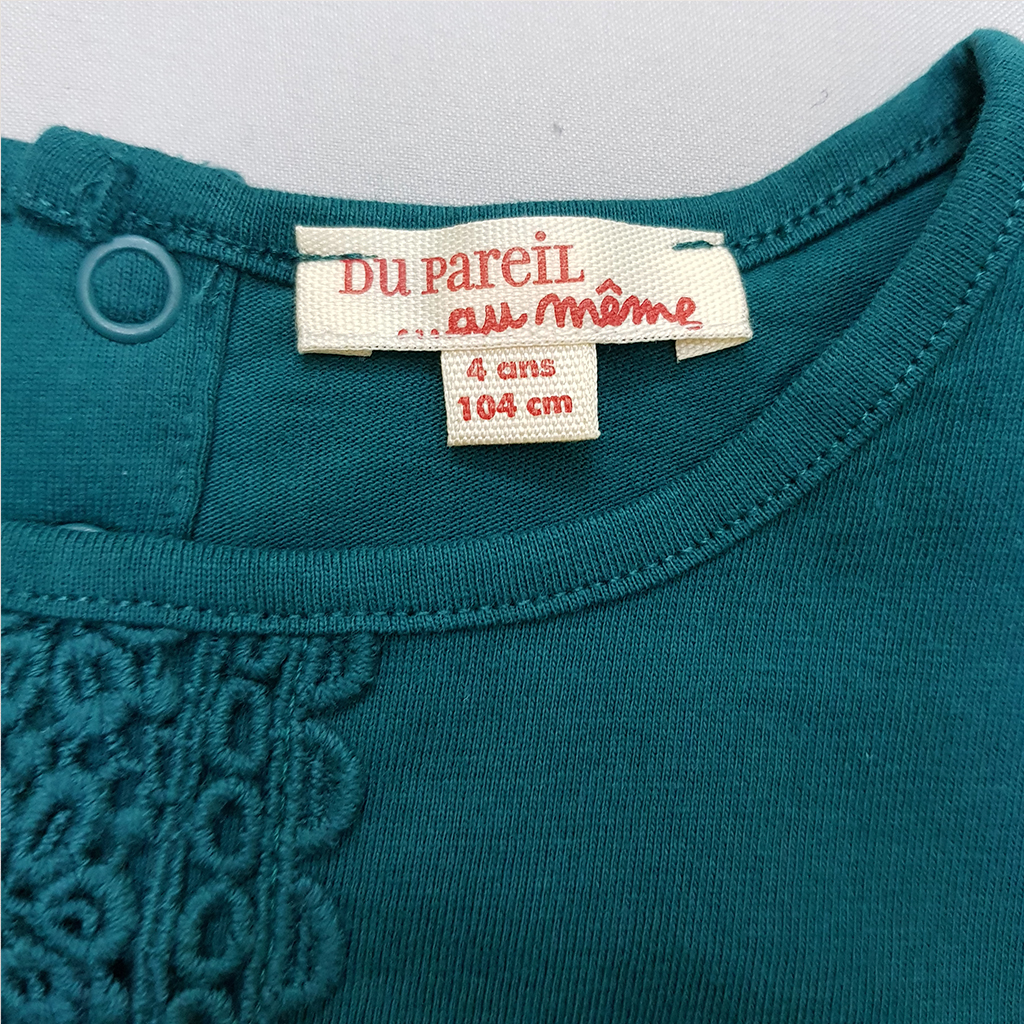 Du pareil
...au même
4 ans
104 cm